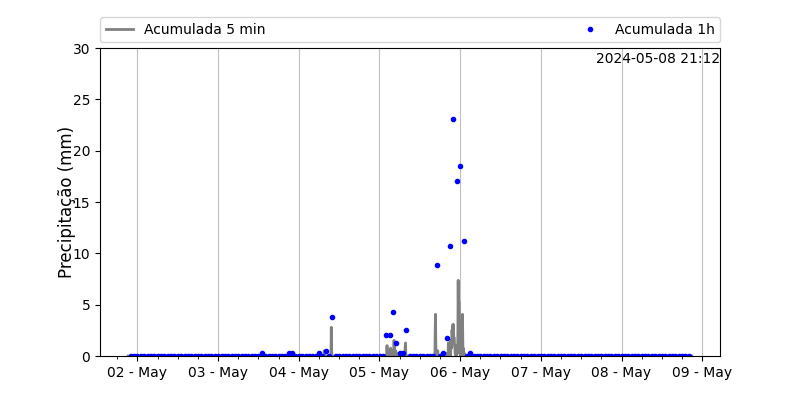 Acumulada 5 min
Acumulada 1h
2024-05-08 21:12
Precipitação (mm)
30
25
20
15
10
5
0
02 - May
03 - May
04 - May
05 - May
06 - May
07 - May
08 - May
09 - May